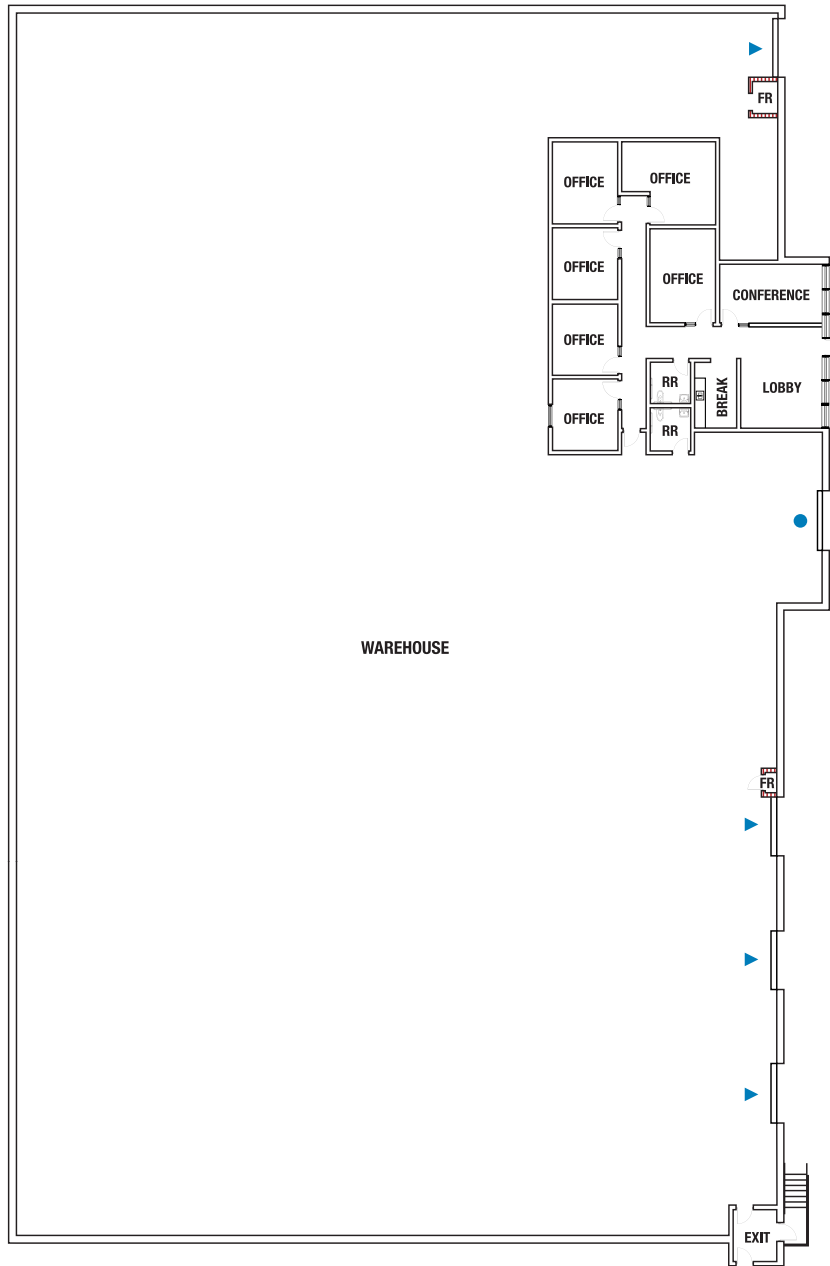 FR
OFFICE
OFFICE
OFFICE
OFFICE
CONFERENCE
OFFICE
RR
BREAK
LOBBY
OFFICE
RR
WAREHOUSE
FR
EXIT